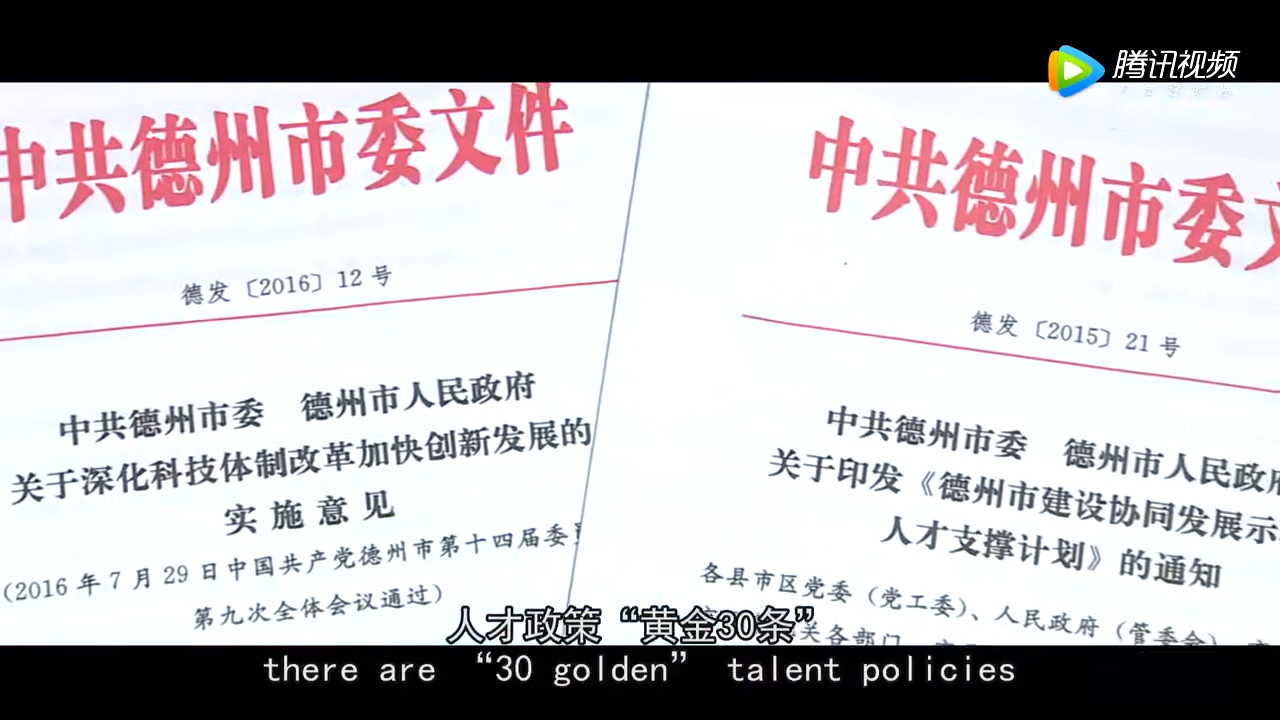 腾讯视频
中共德州市委文件
德发〔2016〕12号
中共德州市委 德州市人民政府
关于深化科技体制改革加快创新发展的
实施意见
(2016年7月29日中国共产党德州市第十四届委
第九次全体会议通过)
中共德州市委文
德发〔2015〕21号
中共德州市委 德州市人民政府
关于印发《德州市建设协同发展示
人才支撑计划》的通知
各县市区党委（党工委）、人民政府（管委会）
关各部门
人才政策“黄金30条”
there are “30 golden” talent policies